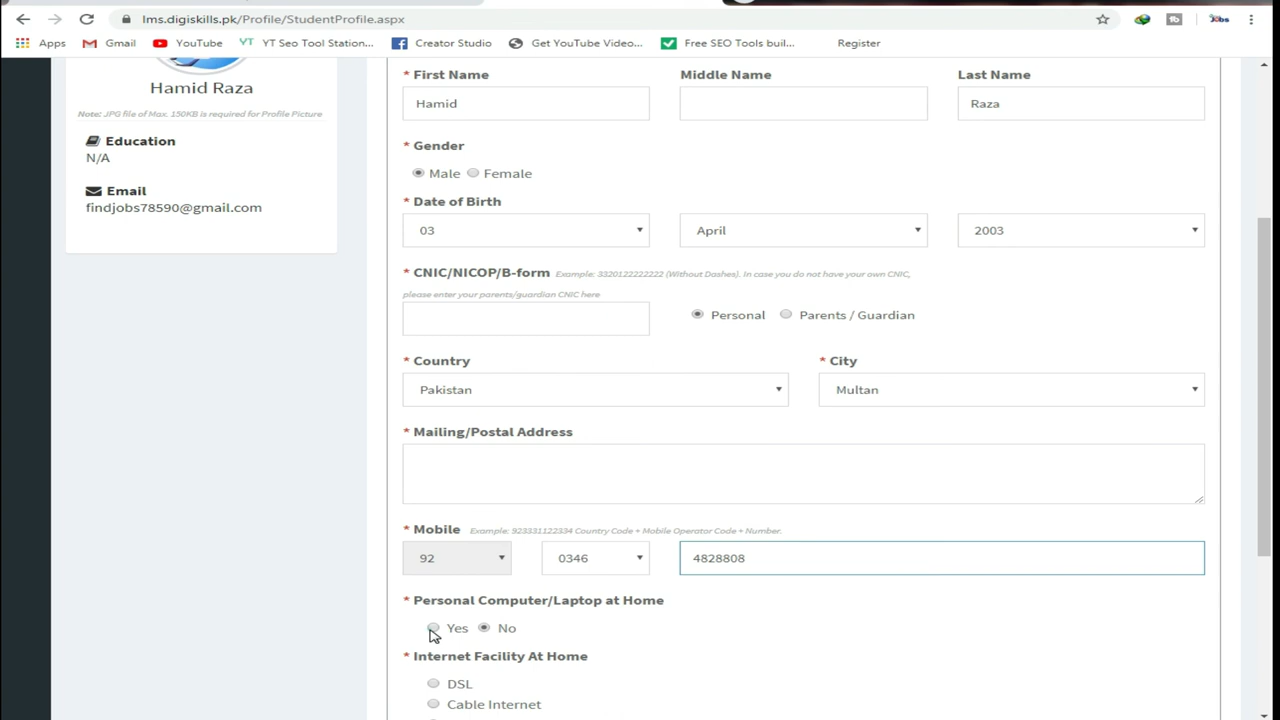 lms.digiskills.pk/Profile/StudentProfile.aspx
Apps Gmail YouTube YT YT Seo Tool Station... Creator Studio Get YouTube Video... Free SEO Tools buil... Register
Hamid Raza
Note: JPG file of Max. 150KB is required for Profile Picture
Education
N/A
Email
findjobs78590@gmail.com
* First Name Middle Name Last Name
Hamid Raza
* Gender
Male Female
* Date of Birth
03 April 2003
* CNIC/NICOP/B-form Example: 3320122222222 (Without Dashes). In case you do not have your own CNIC,
please enter your parents/guardian CNIC here
Personal Parents / Guardian
* Country * City
Pakistan Multan
* Mailing/Postal Address
* Mobile Example: 923331122334 Country Code + Mobile Operator Code + Number.
92 0346 4828808
* Personal Computer/Laptop at Home
Yes No
* Internet Facility At Home
DSL
Cable Internet